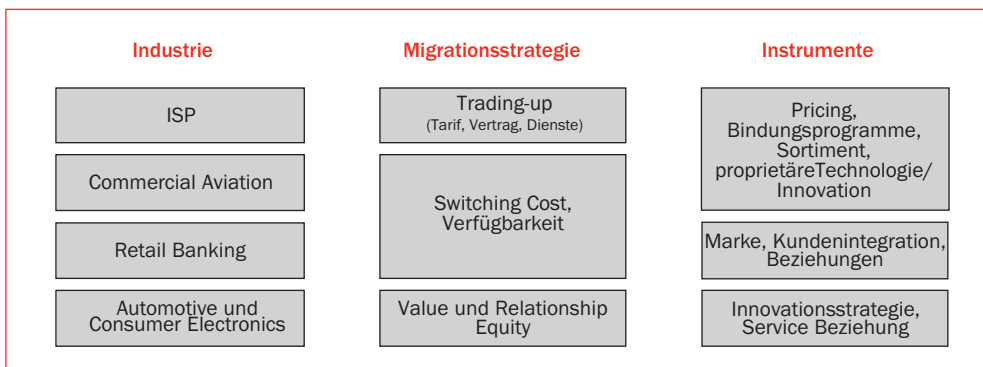 Industrie
ISP
Commercial Aviation
Retail Banking
Automotive und
Consumer Electronics
Migrationsstrategie
Trading-up
(Tarif, Vertrag, Dienste)
Switching Cost,
Verfügbarkeit
Value und Relationship
Equity
Instrumente
Pricing,
Bindungsprogramme,
Sortiment,
proprietäreTechnologie/
Innovation
Marke, Kundenintegration,
Beziehungen
Innovationsstrategie,
Service Beziehung